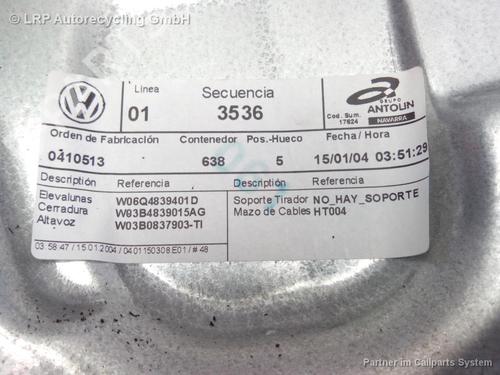 LRP Autorecycling GmbH
Línea
Secuencia
GRUPO
ANTOLIN
NAVARRA
01
3536
Cod. Sum.
17624
Orden de Fabricación
Contenedor
Pos.-Hueco
Fecha / Hora
0410513
638
5
15/01/04 03:51:29
Descripción
Referencia
Descripción
Referencia
Elevalunas W06Q4839401D
Cerradura W03B4839015AG
Altavoz W03B0837903-TI
Soporte Tirador NO_HAY_SOPORTE
Mazo de Cables HT004
03:58:47 / 15.01.2004 / 0401150308.E01 / # 48
Partner im Callparts System